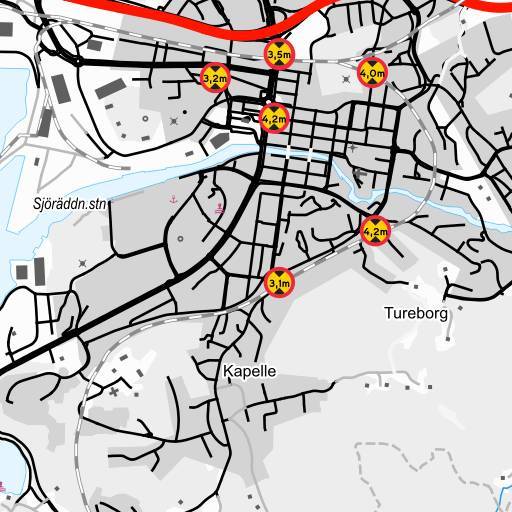 3,5m
3,2m
4,0m
4,2m
Sjöräddn.stn
4,2m
3,1m
Tureborg
Kapelle